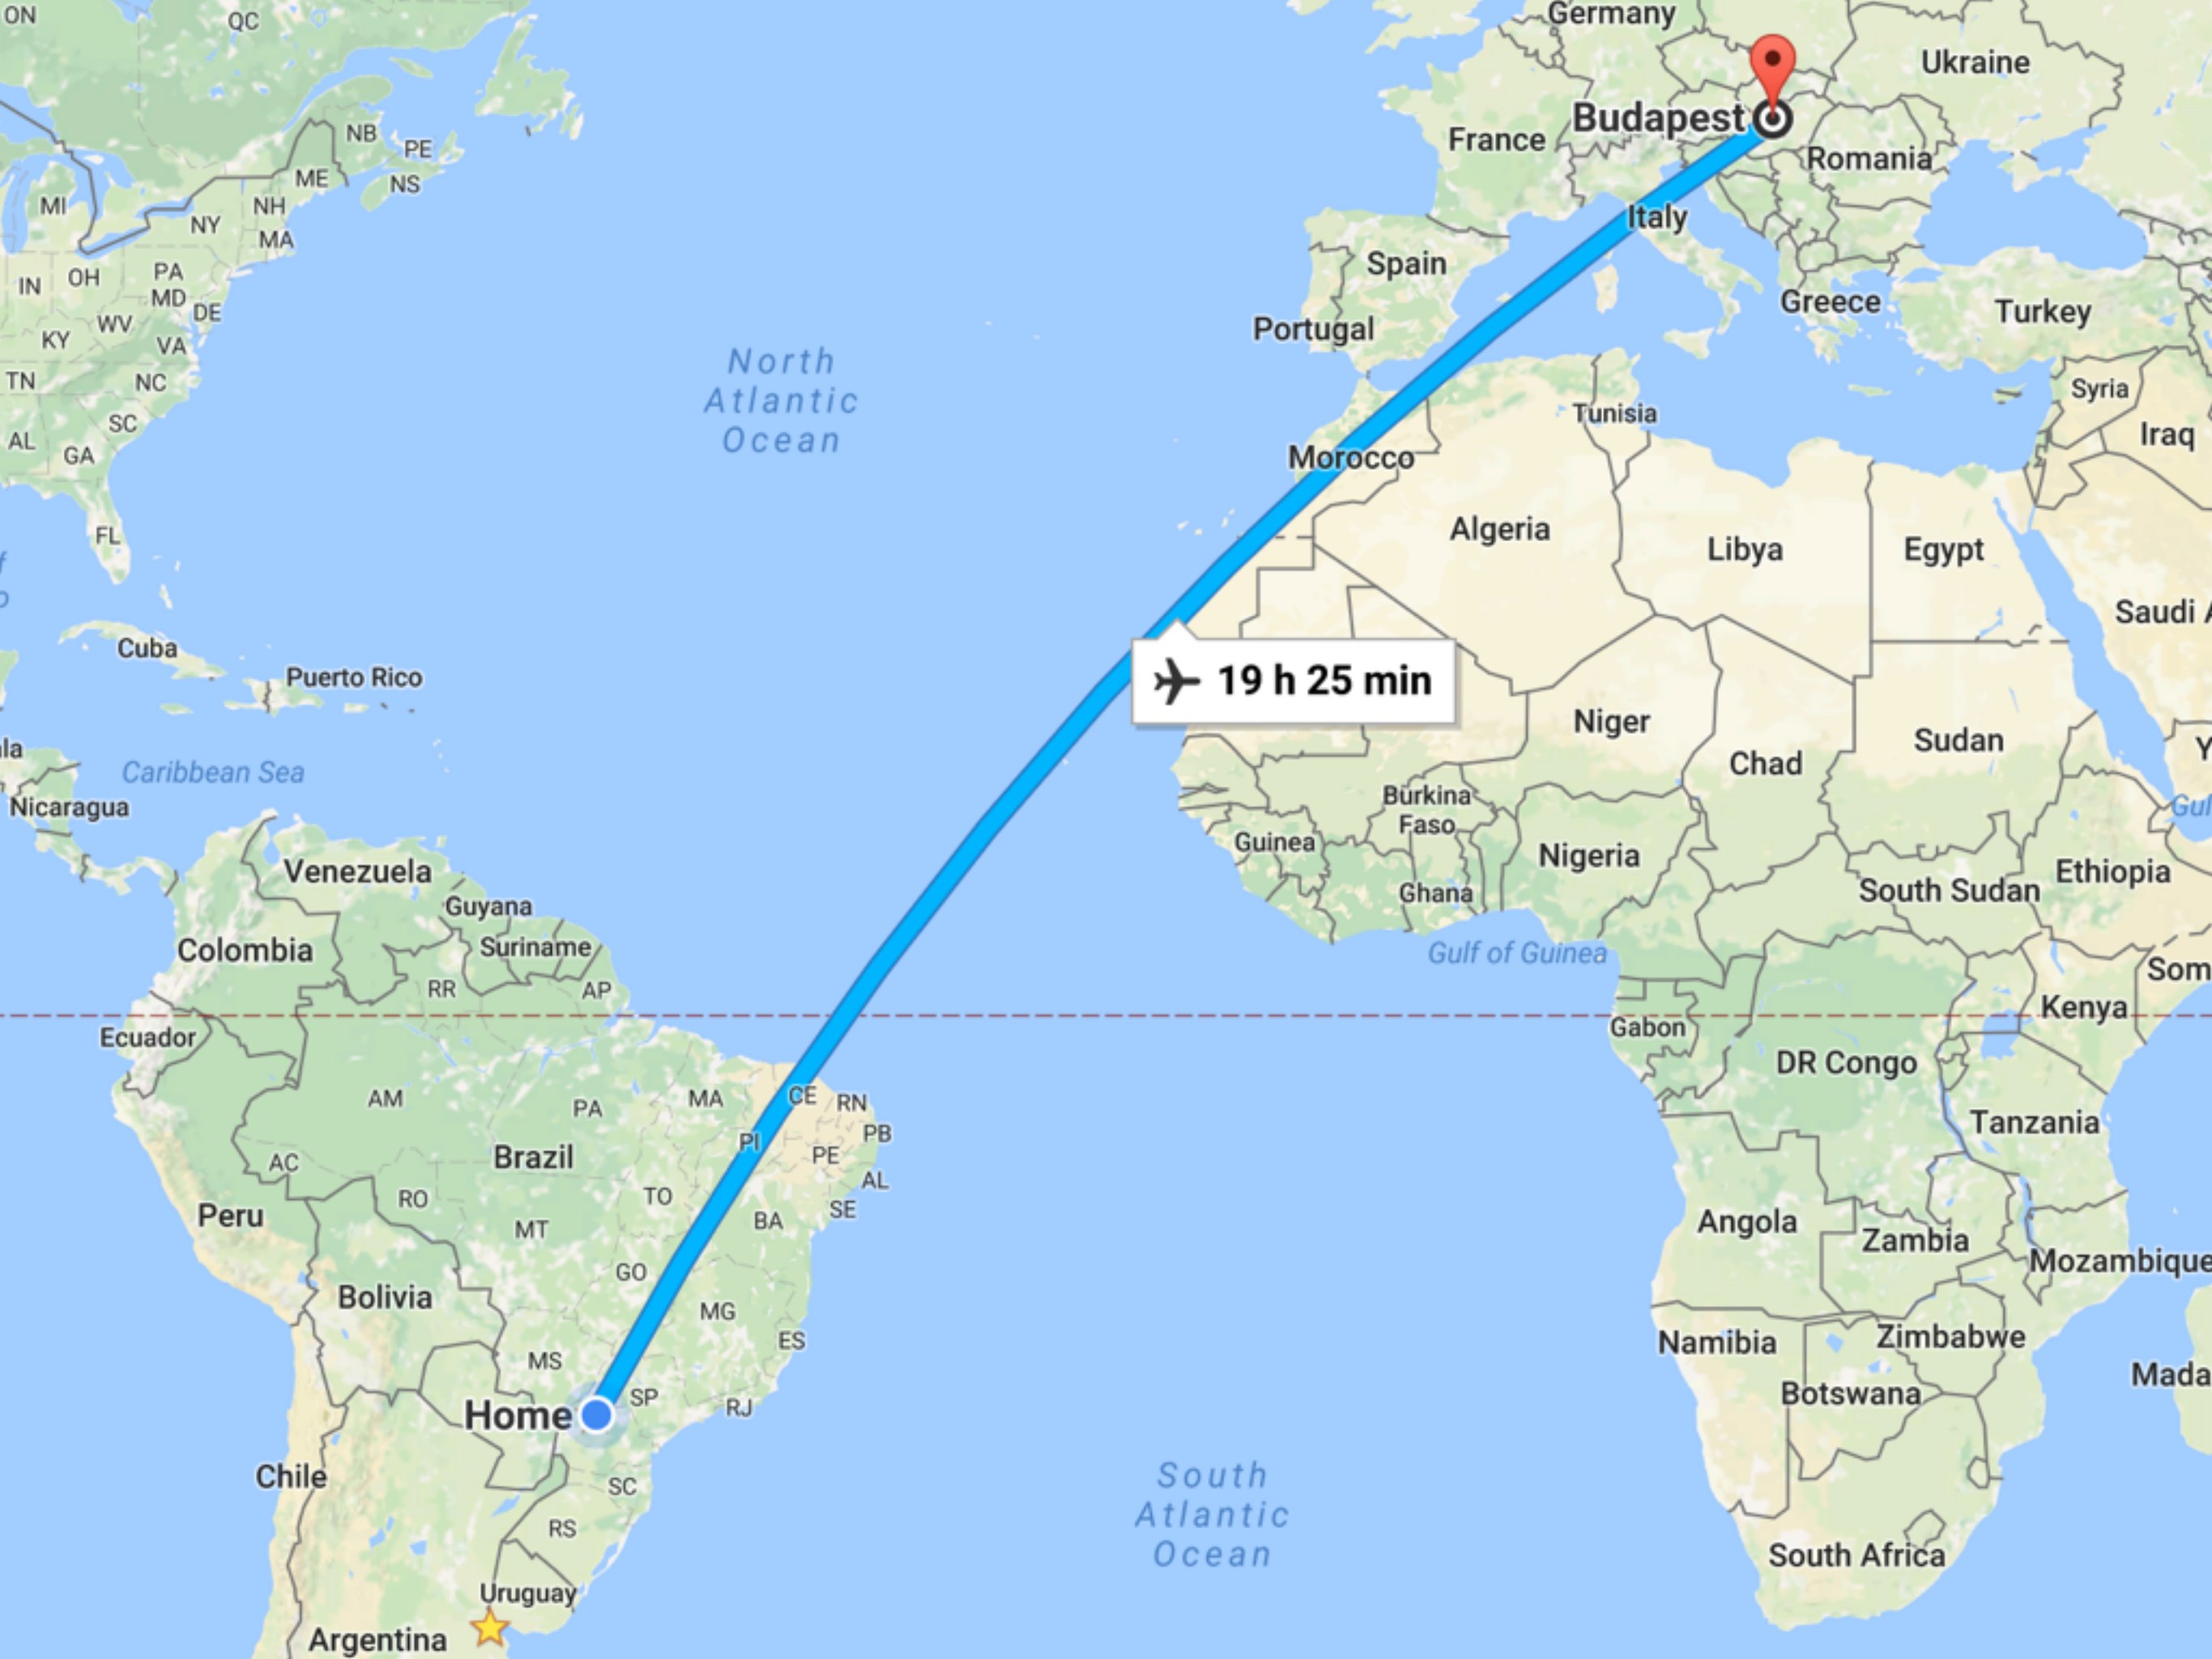 ON
QC
Germany
Ukraine
Budapest
NB
PE
France
Romania
ME
NS
MI
NH
NY
Italy
MA
Spain
IN
OH
PA
MD
DE
Greece
Turkey
WV
Portugal
KY
VA
North
Atlantic
Ocean
TN
NC
Syria
SC
Tunisia
AL
GA
Iraq
Morocco
FL
Algeria
Libya
Egypt
Saudi A
Cuba
Puerto Rico
19 h 25 min
Niger
Sudan
Chad
Caribbean Sea
Nicaragua
Burkina
Faso
Guinea
Nigeria
Venezuela
Ethiopia
Ghana
South Sudan
Guyana
Suriname
Colombia
Gulf of Guinea
Som
RR
AP
Kenya
Gabon
Ecuador
DR Congo
AM
PA
MA
CE
RN
Tanzania
PB
PI
Brazil
PE
AC
AL
RO
TO
SE
Peru
MT
BA
Angola
Zambia
Mozambique
GO
Bolivia
MG
ES
Namibia
Zimbabwe
MS
Mada
SP
Botswana
RJ
Home
Chile
South
Atlantic
Ocean
SC
RS
South Africa
Uruguay
Argentina